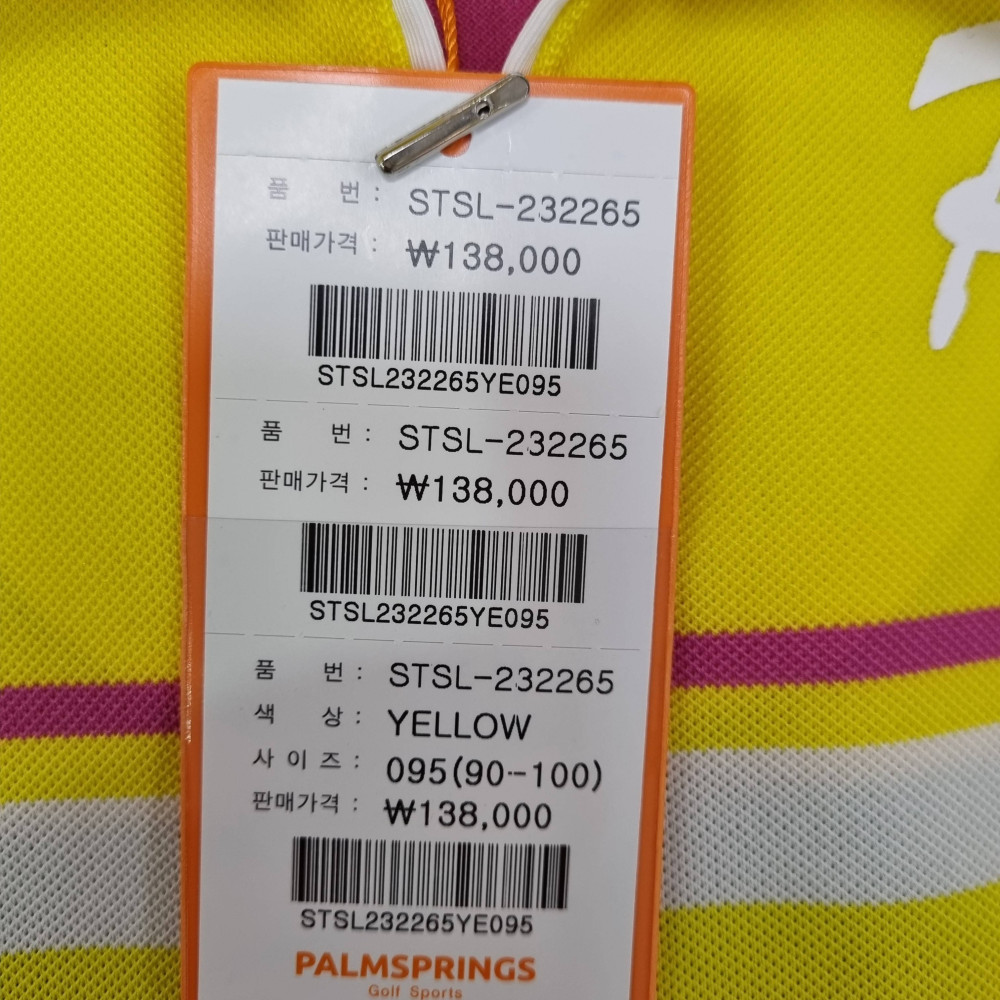 품 번 : STSL-232265
판매가격 : ₩138,000
STSL232265YE095
품 번 : STSL-232265
판매가격 : ₩138,000
STSL232265YE095
품 번 : STSL-232265
색 상 : YELLOW
사 이 즈 : 095(90--100)
판매가격 : ₩138,000
STSL232265YE095
PALMSPRINGS
Golf Sports